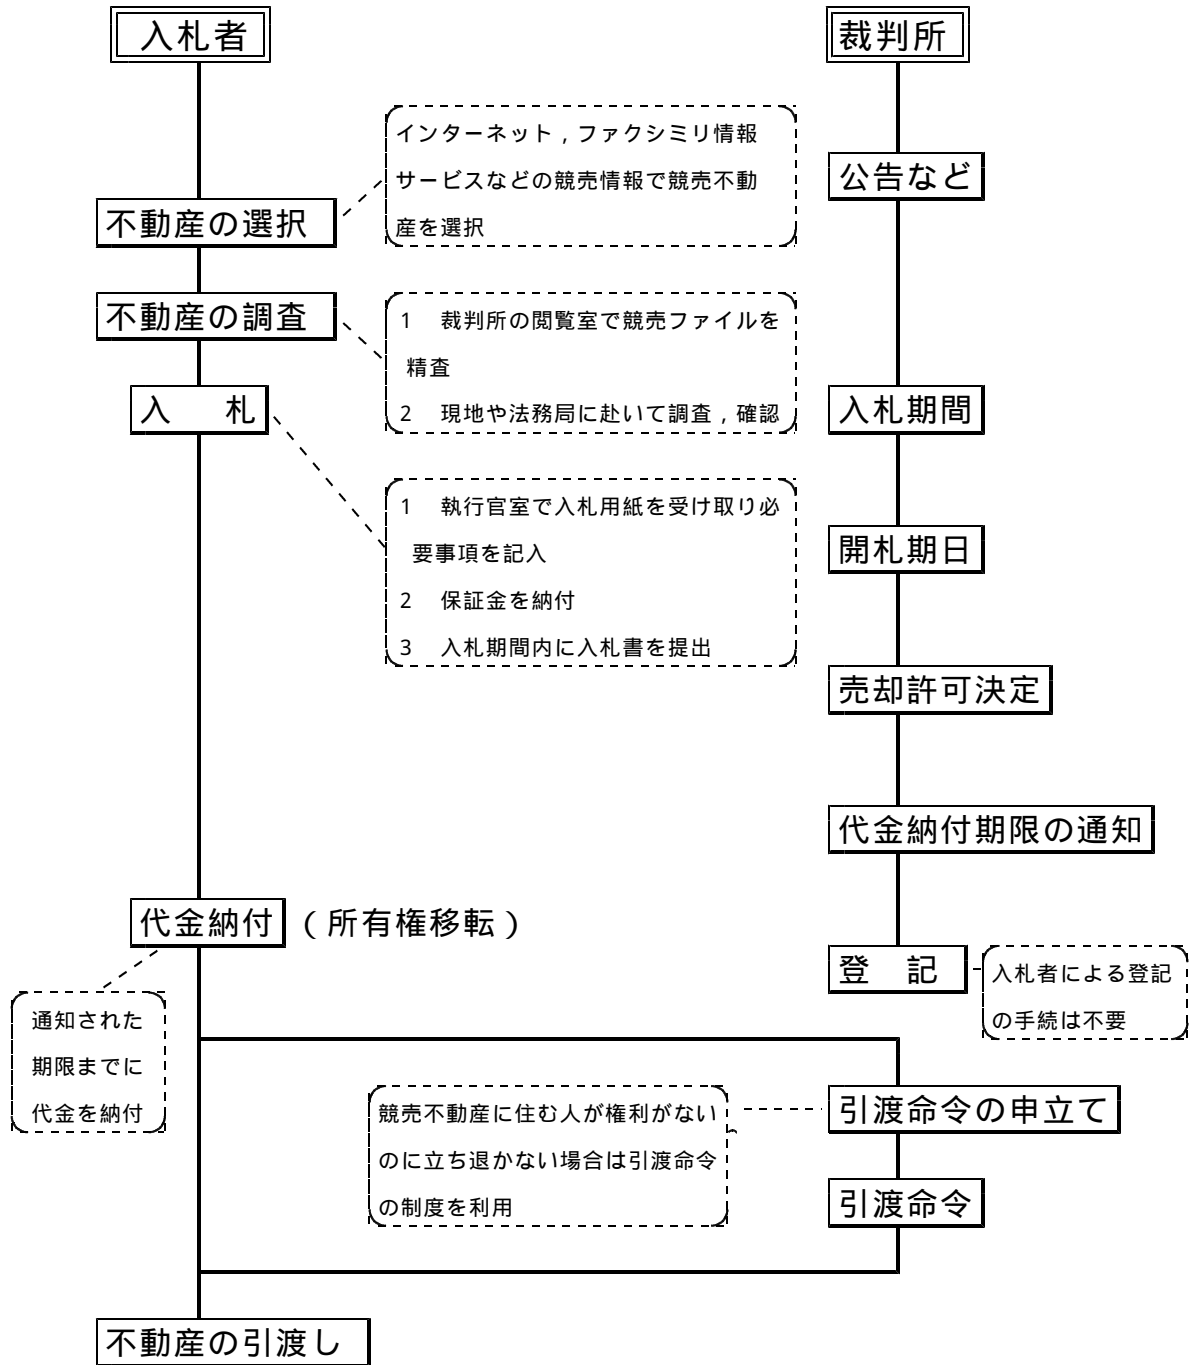 入札者
裁判所
インターネット，ファクシミリ情報
サービスなどの競売情報で競売不動
産を選択
公告など
不動産の選択
不動産の調査
1　裁判所の閲覧室で競売ファイルを
精査
2　現地や法務局に赴いて調査，確認
入　札
入札期間
1　執行官室で入札用紙を受け取り必
要事項を記入
2　保証金を納付
3　入札期間内に入札書を提出
開札期日
売却許可決定
代金納付期限の通知
代金納付（所有権移転）
登　記
入札者による登記
の手続は不要
通知された
期限までに
代金を納付
競売不動産に住む人が権利がない
のに立ち退かない場合は引渡命令
の制度を利用
引渡命令の申立て
引渡命令
不動産の引渡し